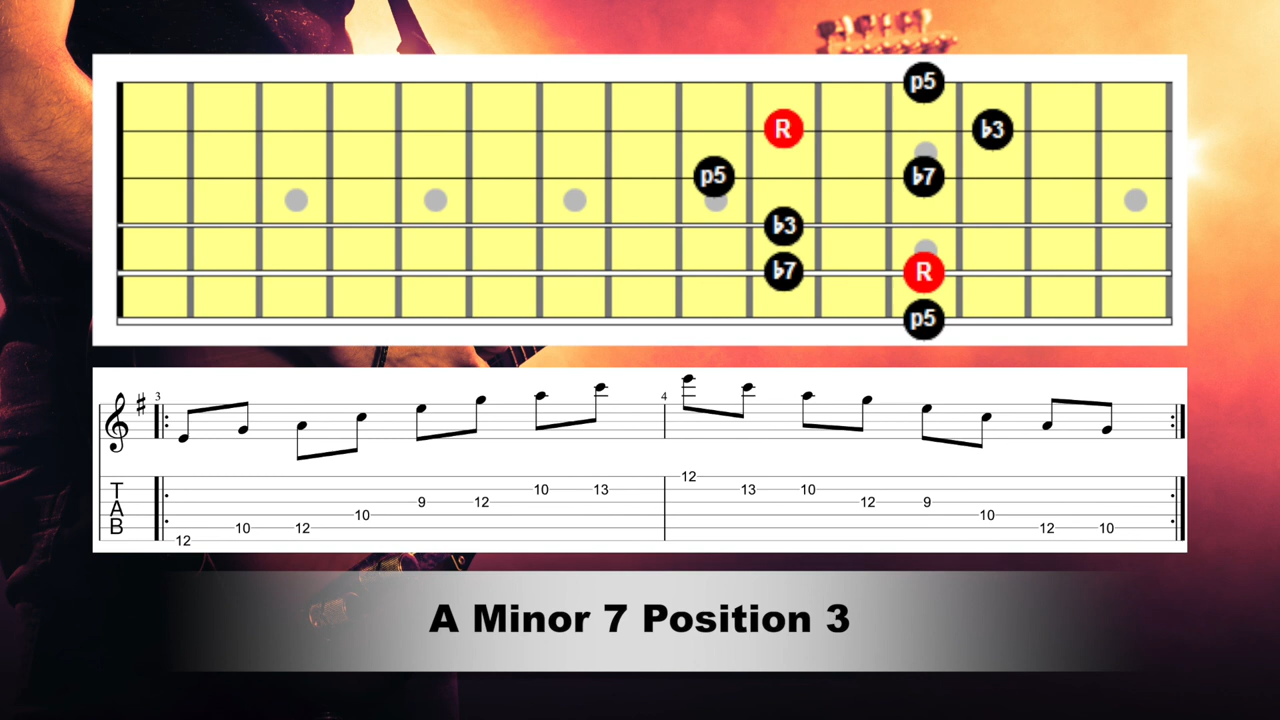 p5
R ♭3
p5 ♭7
♭3
♭7 R
p5
3 4
12
T 13 10 10 13
A 9 12 12 9
10 10
B 10 12 12 10
12
A Minor 7 Position 3